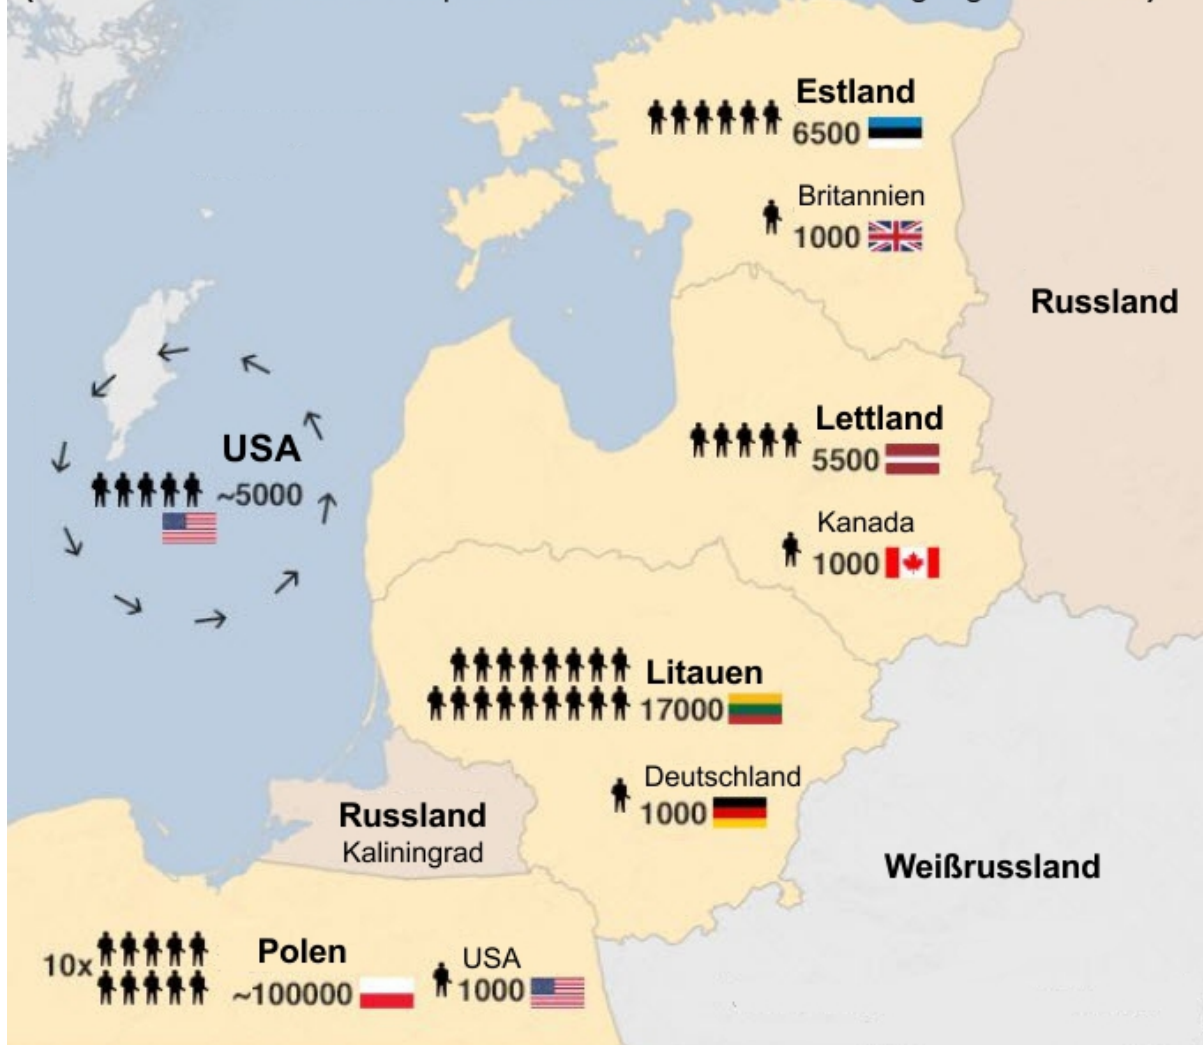 Estland
6500
Britannien
1000
Russland
Lettland
5500
USA
~5000
Kanada
1000
Litauen
17000
Deutschland
1000
Russland
Kaliningrad
Weißrussland
10x
Polen
~100000
USA
1000